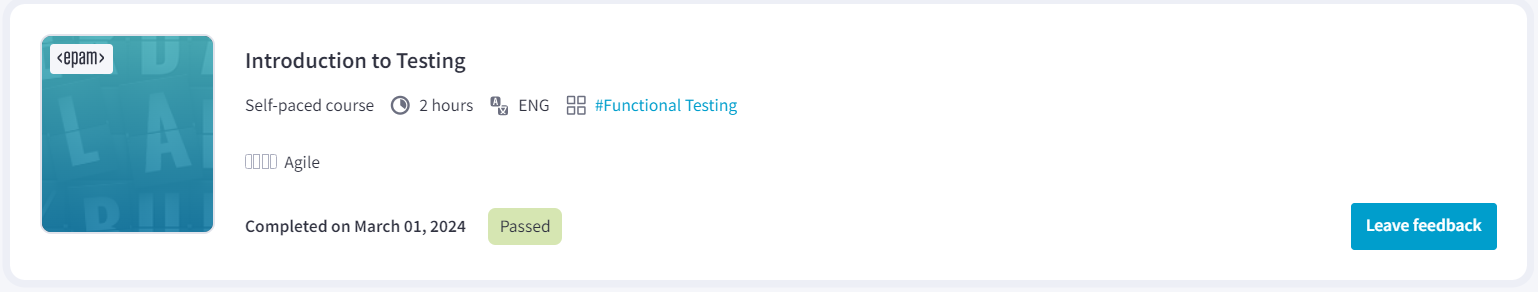 <epam>
Introduction to Testing
Self-paced course 2 hours ENG #Functional Testing
Agile
Completed on March 01, 2024 Passed
Leave feedback